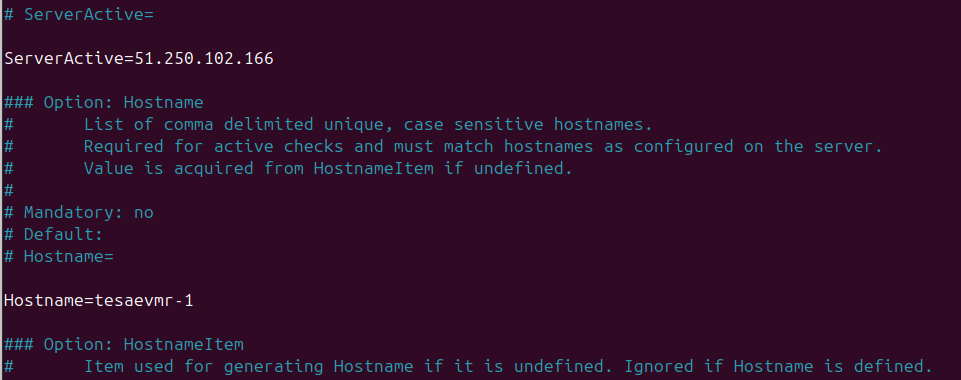 # ServerActive=
ServerActive=51.250.102.166
### Option: Hostname
#       List of comma delimited unique, case sensitive hostnames.
#       Required for active checks and must match hostnames as configured on the server.
#       Value is acquired from HostnameItem if undefined.
#
# Mandatory: no
# Default:
# Hostname=
Hostname=tesaevmr-1
### Option: HostnameItem
#       Item used for generating Hostname if it is undefined. Ignored if Hostname is defined.